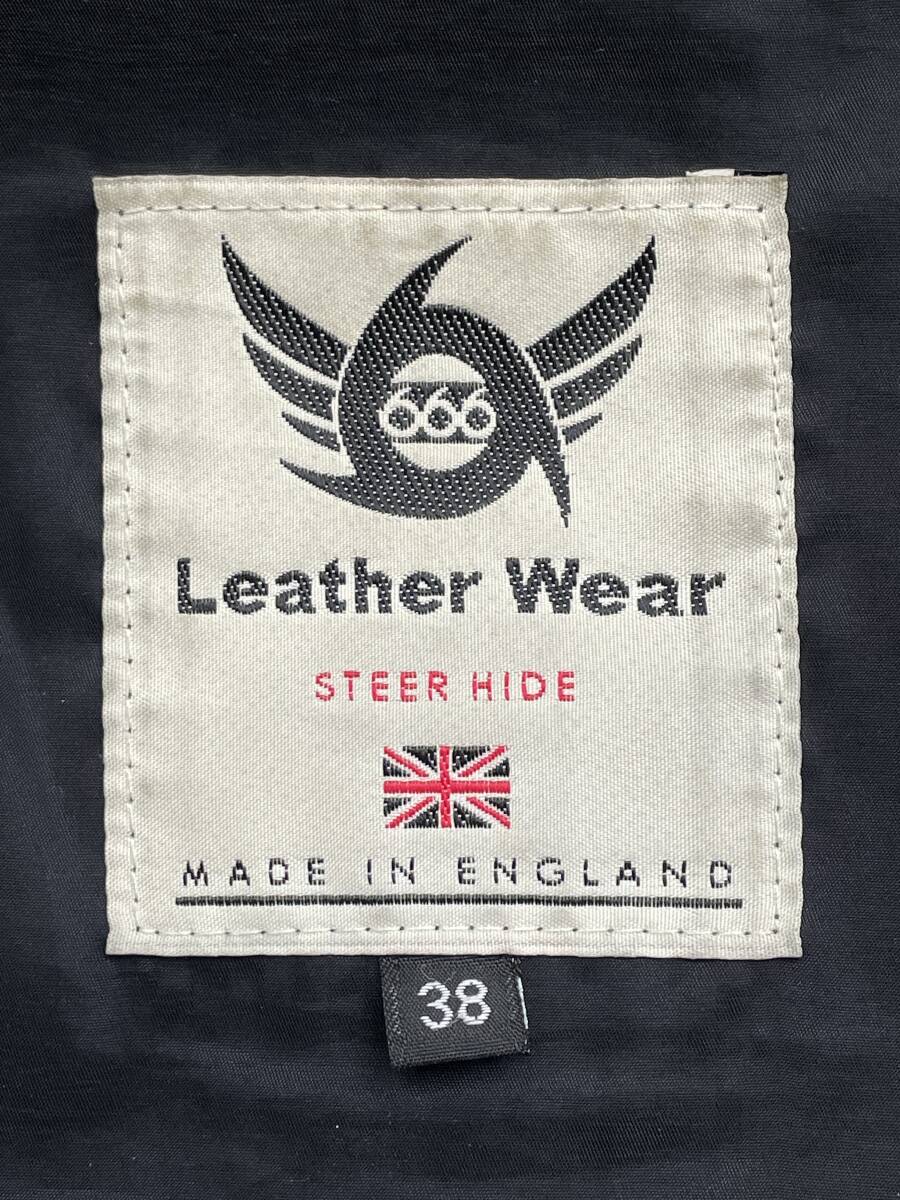 666
Leather Wear
STEER HIDE
MADE IN ENGLAND
38